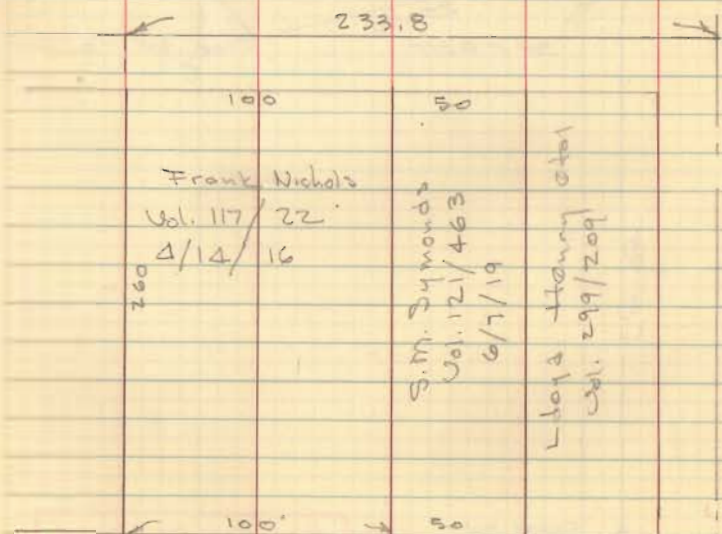 233.8
100 50
Frank Nichols
Vol. 117/22
4/14/16
260
S.M. Symonds
Vol. 121/463
6/7/19
Lloyd Henry etal
Vol. 299/209
100' 50